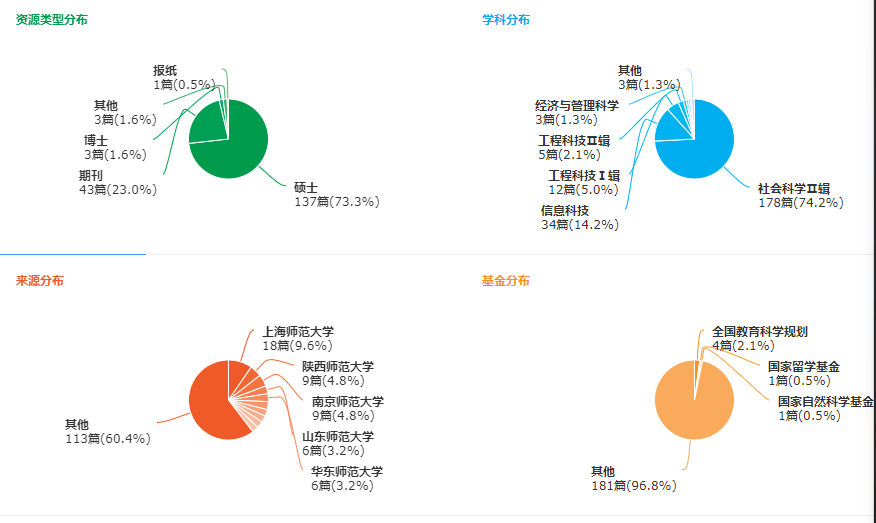 资源类型分布
报纸
1篇(0.5%)
其他
3篇(1.6%)
博士
3篇(1.6%)
期刊
43篇(23.0%)
硕士
137篇(73.3%)
学科分布
其他
3篇(1.3%)
经济与管理科学
3篇(1.3%)
工程科技Ⅱ辑
5篇(2.1%)
工程科技Ⅰ辑
12篇(5.0%)
信息科技
34篇(14.2%)
社会科学Ⅱ辑
178篇(74.2%)
来源分布
上海师范大学
18篇(9.6%)
陕西师范大学
9篇(4.8%)
南京师范大学
9篇(4.8%)
山东师范大学
6篇(3.2%)
华东师范大学
6篇(3.2%)
其他
113篇(60.4%)
基金分布
全国教育科学规划
4篇(2.1%)
国家留学基金
1篇(0.5%)
国家自然科学基金
1篇(0.5%)
其他
181篇(96.8%)